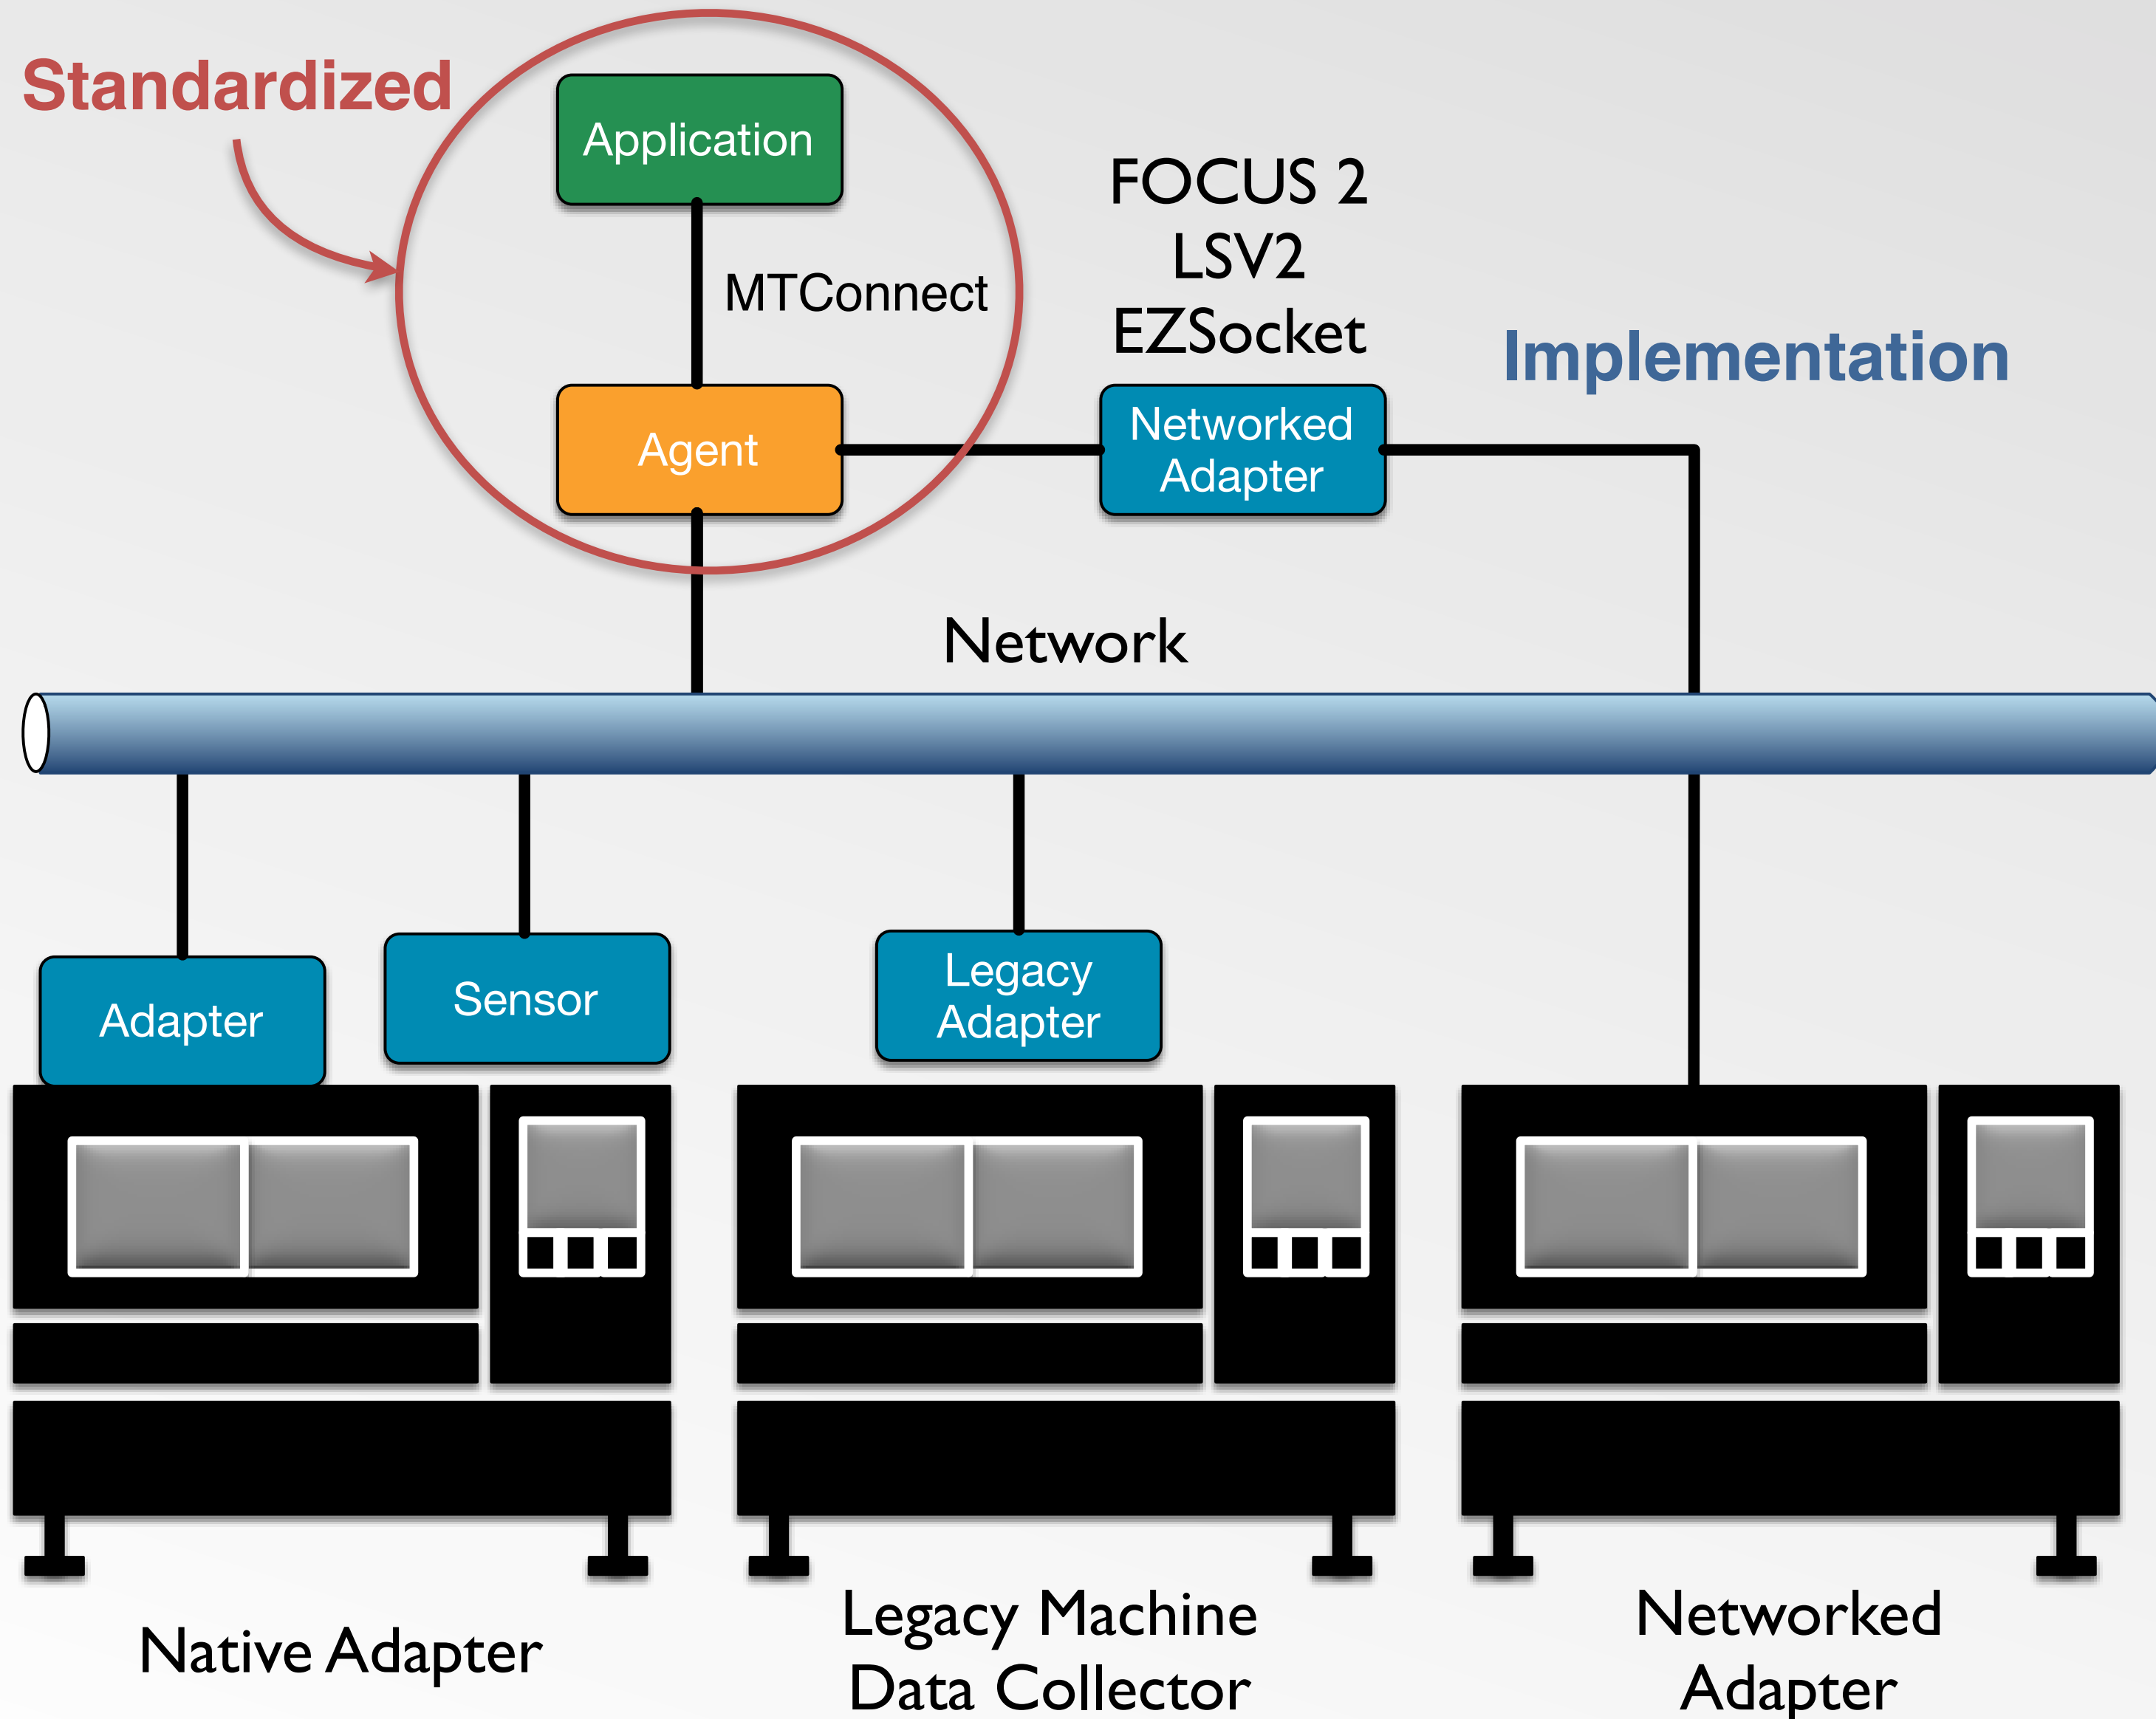 Standardized
Application
FOCUS 2
LSV2
MTConnect
EZSocket
Implementation
Agent
Networked
Adapter
Network
Adapter
Sensor
Legacy
Adapter
Native Adapter
Legacy Machine
Data Collector
Networked
Adapter